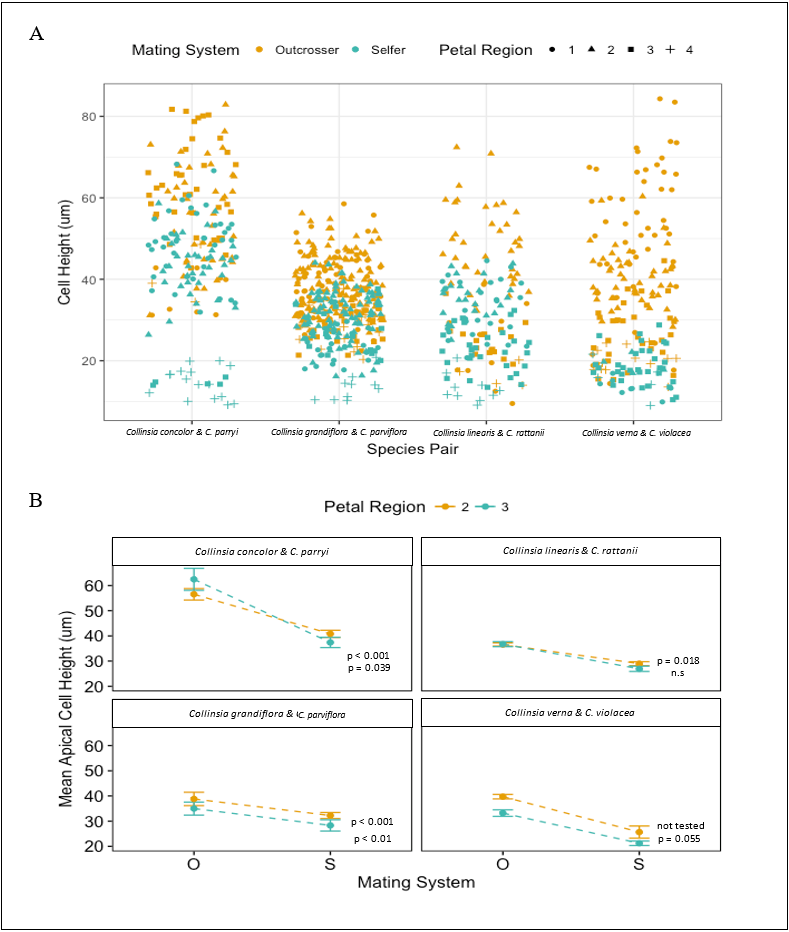 A
Mating System Outcrosser Selfer Petal Region 1 2 3 4
80
60
40
20
Cell Height (um)
Collinsia concolor & C. parryi Collinsia grandiflora & C. parviflora Collinsia linearis & C. rattanii Collinsia verna & C. violacea
Species Pair
B
Petal Region 2 3
Mean Apical Cell Height (um)
Collinsia concolor & C. parryi
60
50
40
30
20
p < 0.001
p = 0.039
Collinsia linearis & C. rattanii
p = 0.018
n.s
Collinsia grandiflora & C. parviflora
60
50
40
30
20
p < 0.001
p < 0.01
Collinsia verna & C. violacea
not tested
p = 0.055
O S O S
Mating System